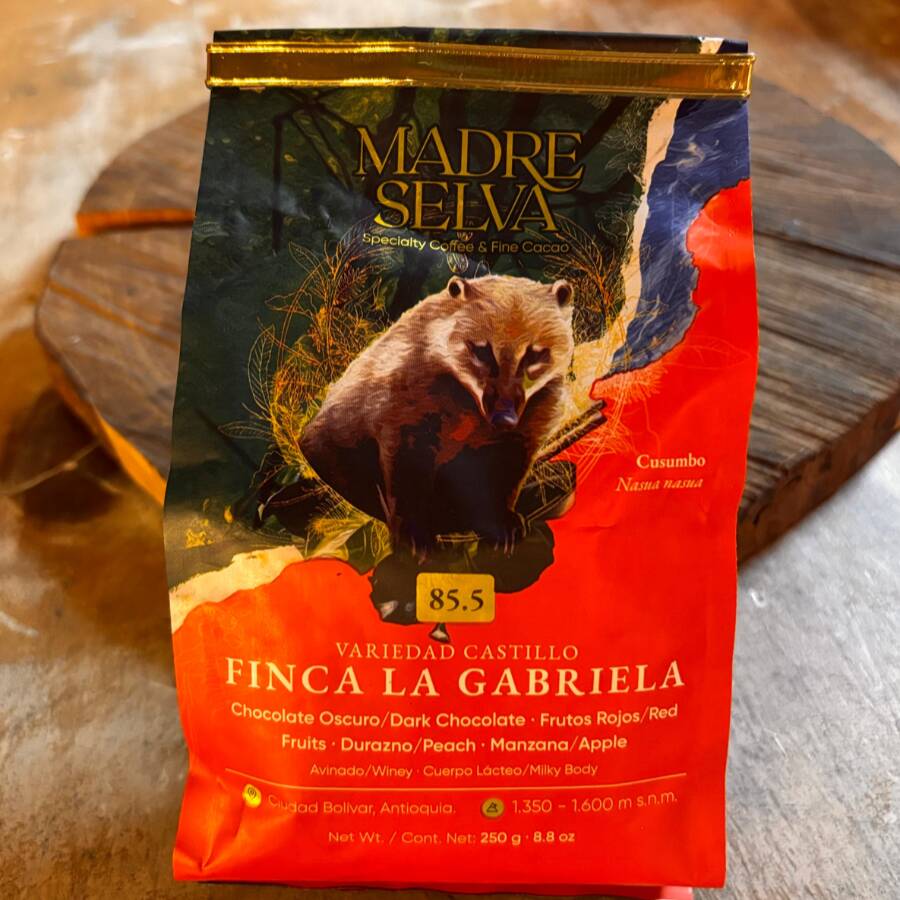 MADRE
SELVA
Specialty Coffee & Fine Cacao
Cusumbo
Nasua nasua
85.5
VARIEDAD CASTILLO
FINCA LA GABRIELA
Chocolate Oscuro/Dark Chocolate · Frutos Rojos/Red
Fruits · Durazno/Peach · Manzana/Apple
Avinado/Winey · Cuerpo Lácteo/Milky Body
Ciudad Bolívar, Antioquia. 1.350 - 1.600 m s.n.m.
Net Wt. / Cont. Net: 250 g · 8.8 oz